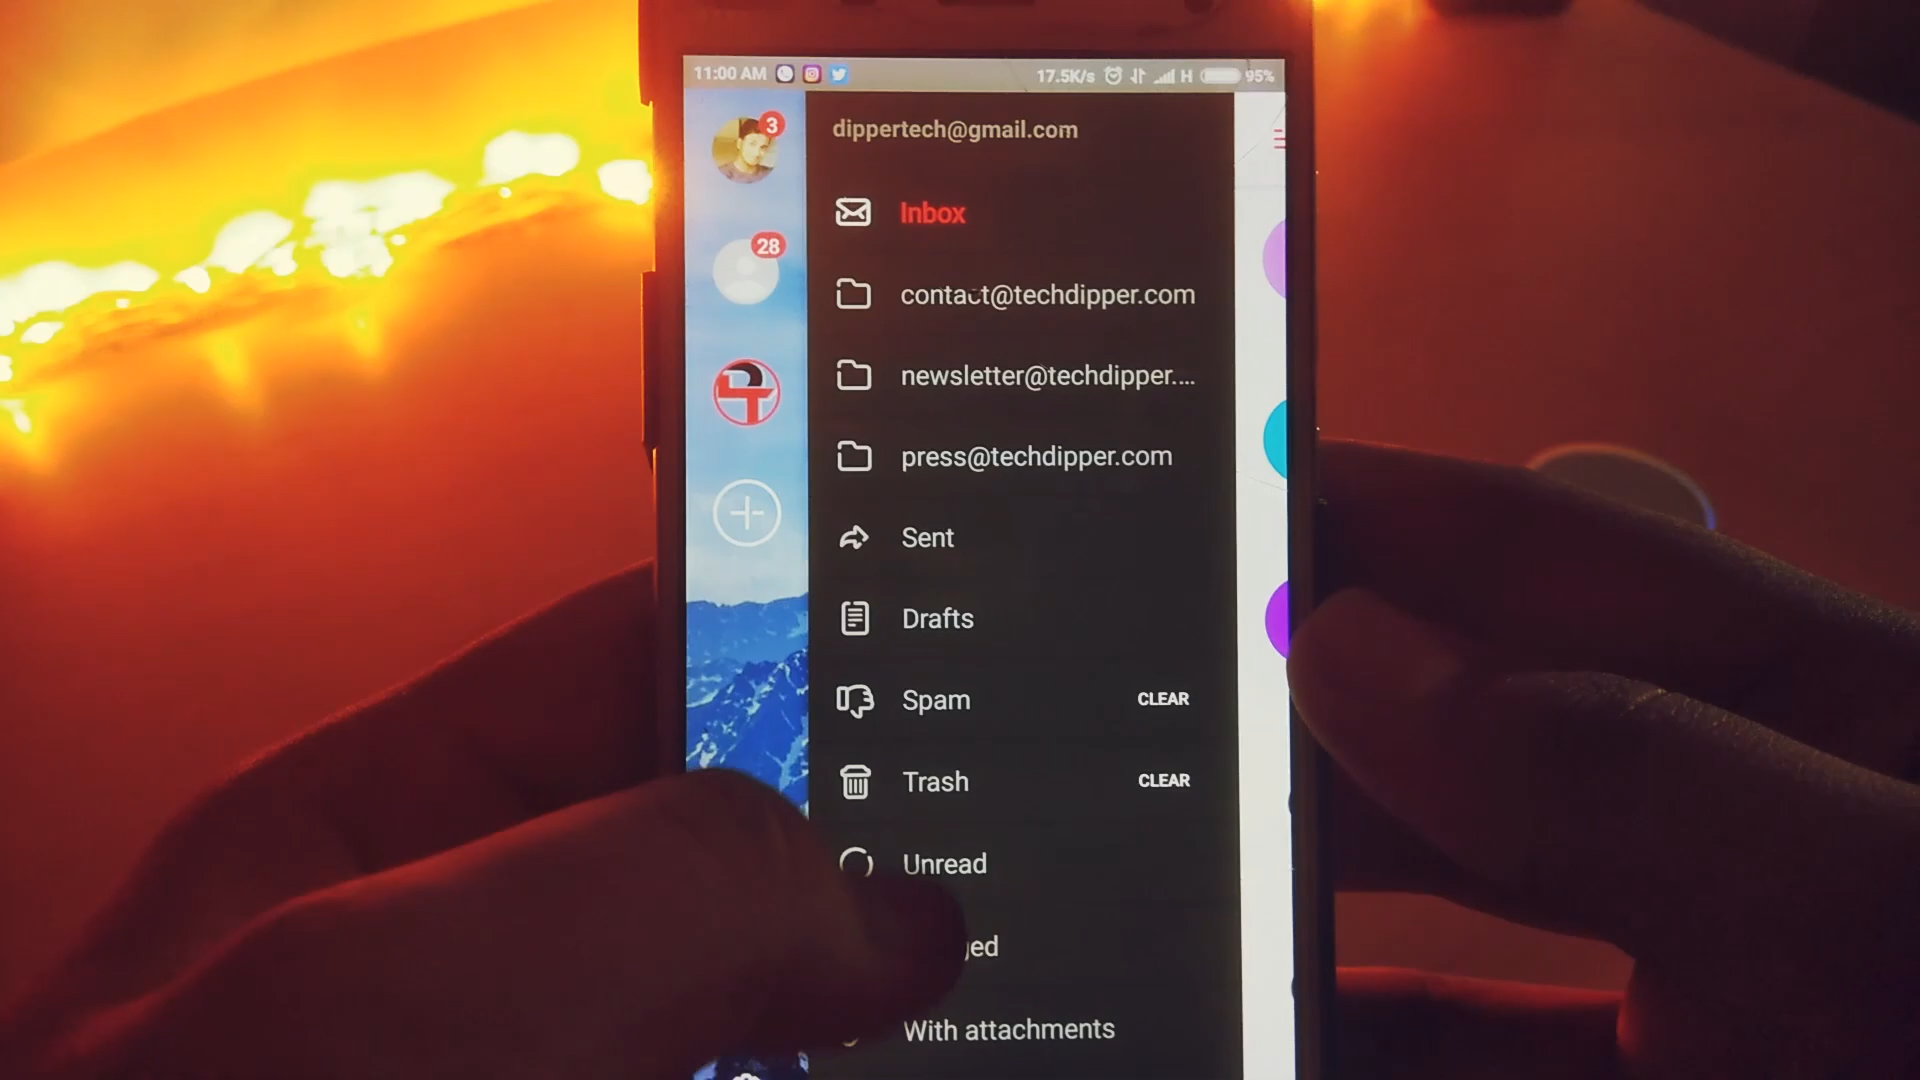 11:00 AM 17.5K/s H 95%
3
dippertech@gmail.com
Inbox
28
contact@techdipper.com
newsletter@techdipper....
press@techdipper.com
Sent
Drafts
Spam CLEAR
Trash CLEAR
Unread
With attachments